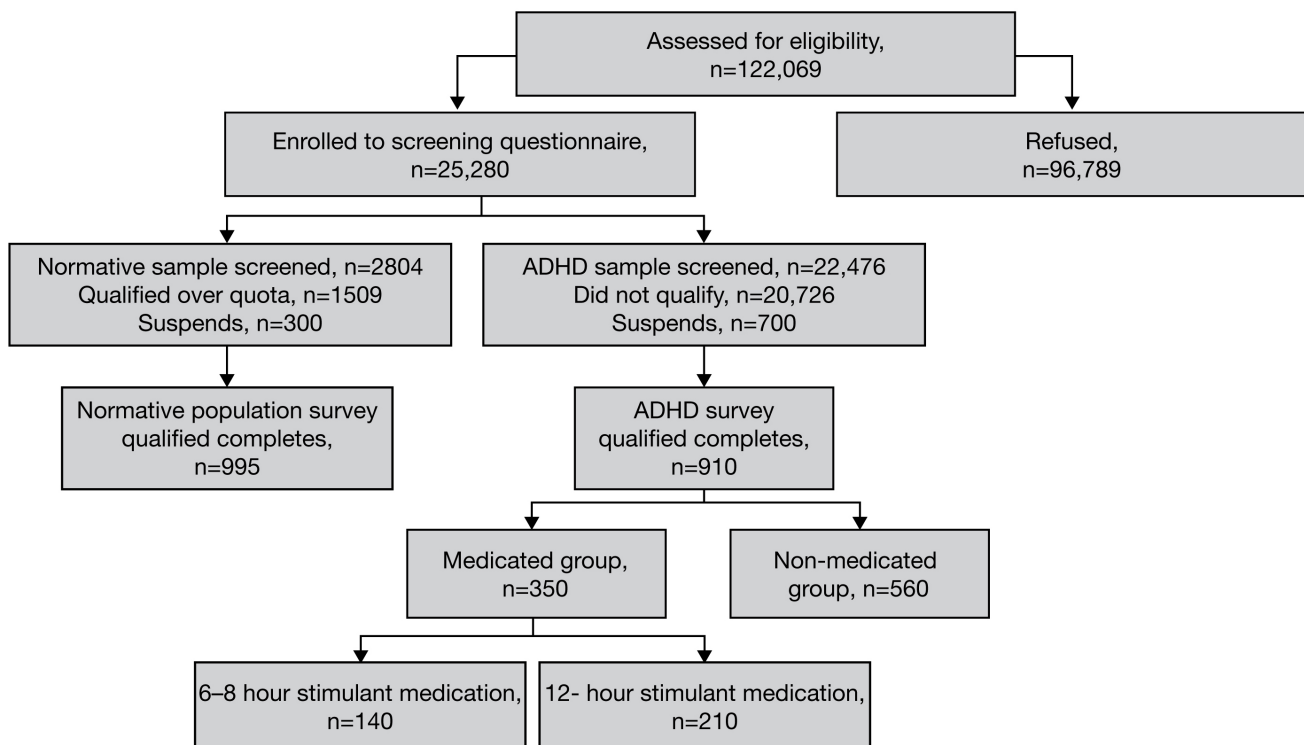 Assessed for eligibility,
n=122,069
Enrolled to screening questionnaire,
n=25,280
Refused,
n=96,789
Normative sample screened, n=2804
Qualified over quota, n=1509
Suspends, n=300
ADHD sample screened, n=22,476
Did not qualify, n=20,726
Suspends, n=700
Normative population survey
qualified completes,
n=995
ADHD survey
qualified completes,
n=910
Medicated group,
n=350
Non-medicated
group, n=560
6–8 hour stimulant medication,
n=140
12- hour stimulant medication,
n=210